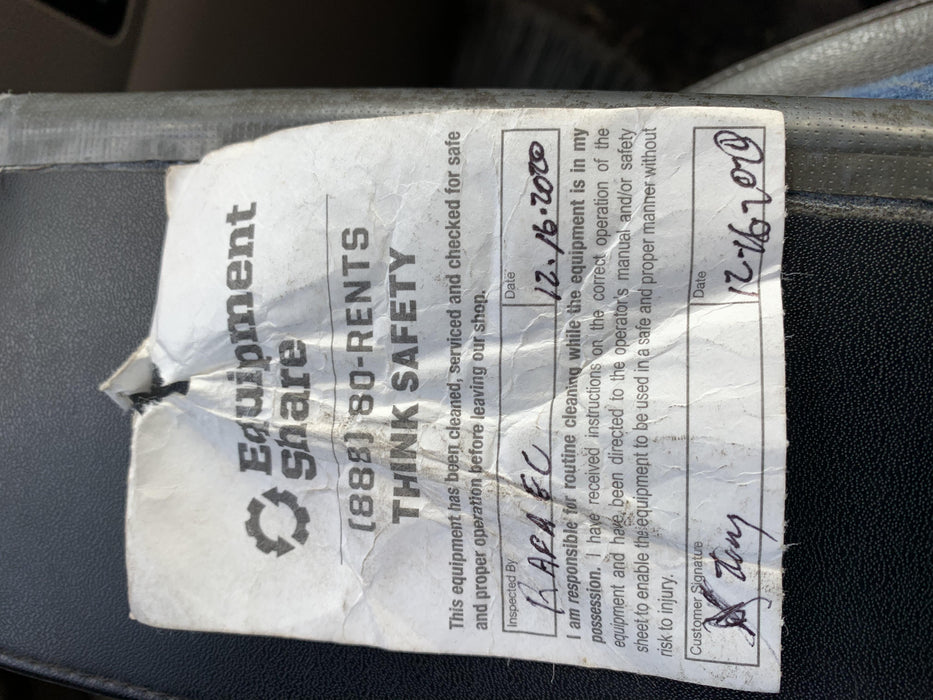 Equipment
Share
(888) 80-RENTS
THINK SAFETY
This equipment has been cleaned, serviced and checked for safe
and proper operation before leaving our shop.
Inspected By Date
RAFAEC 12.16.2020
I am responsible for routine cleaning while the equipment is in my
possession. I have received instructions on the correct operation of the
equipment and have been directed to the operator's manual and/or safety
sheet to enable the equipment to be used in a safe and proper manner without
risk to injury.
Customer Signature Date
12-16-2020